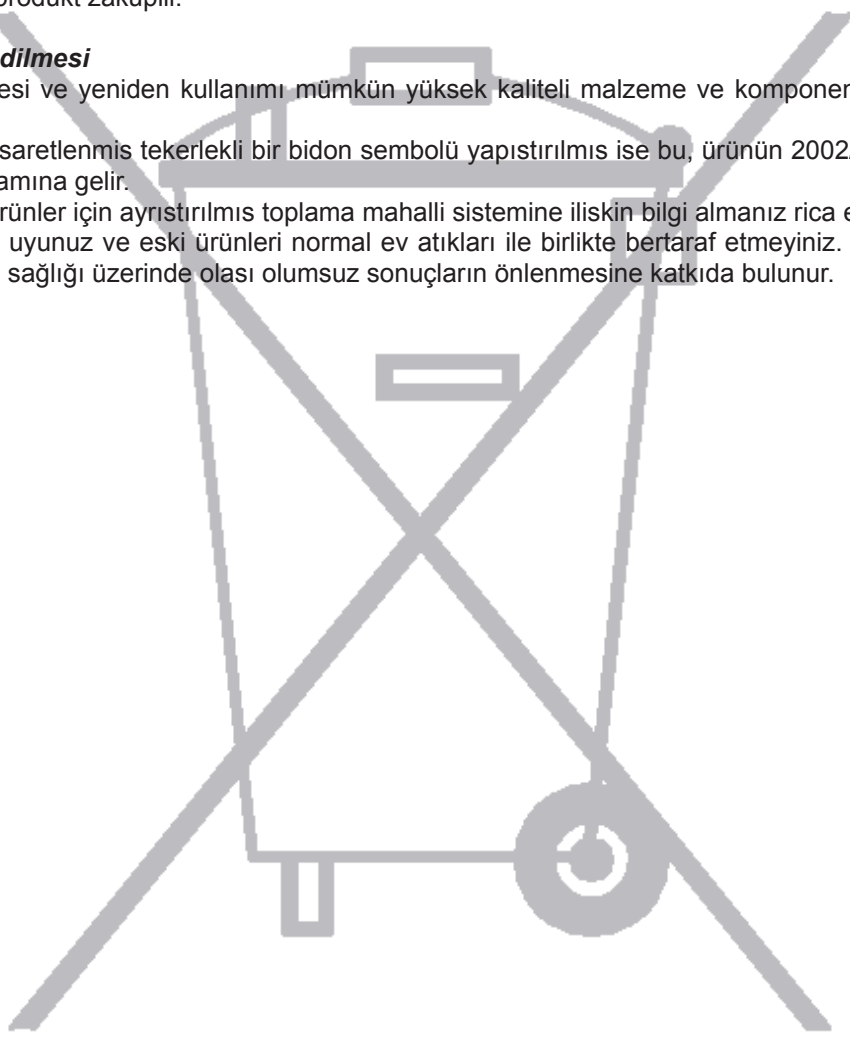 produkt zakupili.
dilmesi
esi ve yeniden kullanımı mümkün yüksek kaliteli malzeme ve komponen
saretlenmis tekerlekli bir bidon sembolü yapıstırılmıs ise bu, ürünün 2002
amına gelir.
rünler için ayrıstırılmıs toplama mahalli sistemine iliskin bilgi almanız rica e
uyunuz ve eski ürünleri normal ev atıkları ile birlikte bertaraf etmeyiniz.
sağlığı üzerinde olası olumsuz sonuçların önlenmesine katkıda bulunur.